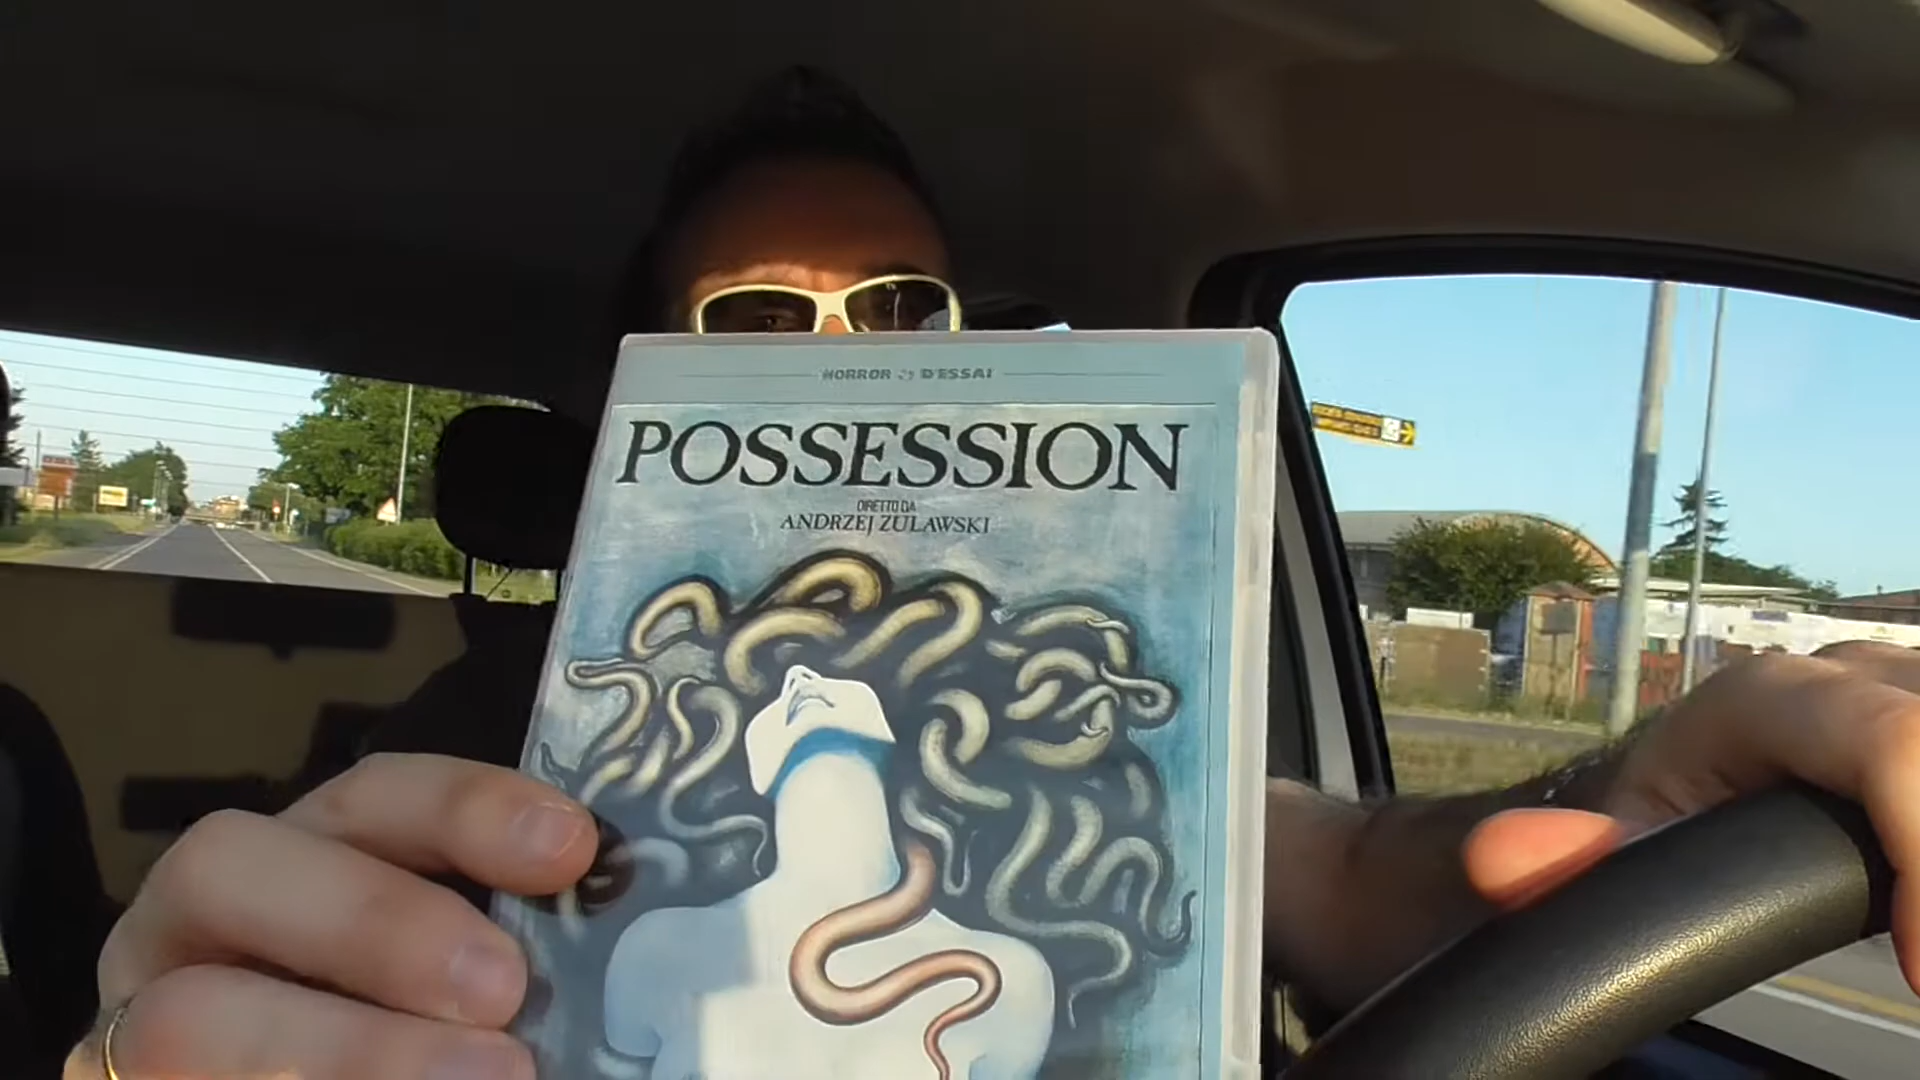 HORROR D'ESSAI
POSSESSION
DIRETTO DA
ANDRZEJ ZULAWSKI